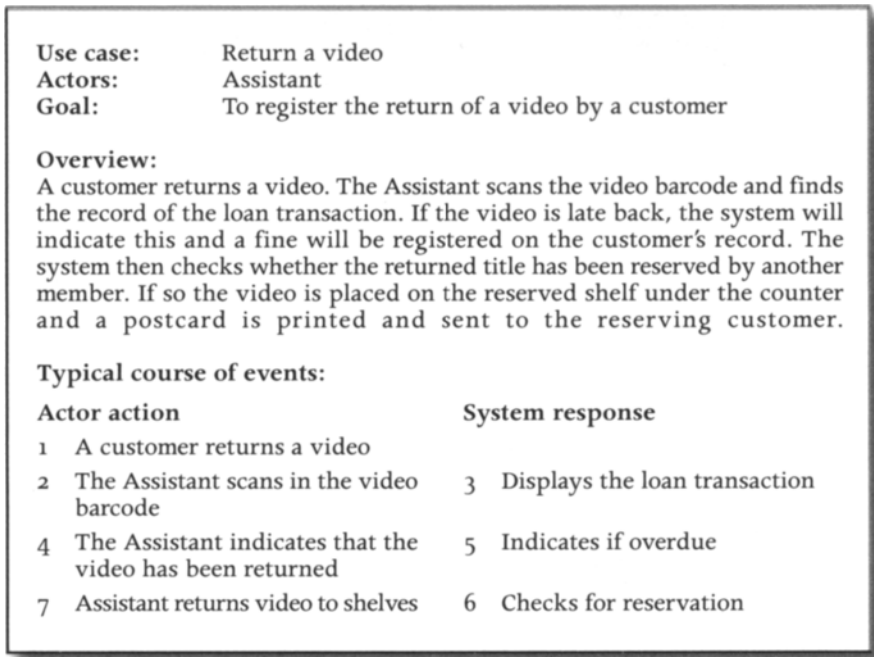 Use case: Return a video
Actors: Assistant
Goal: To register the return of a video by a customer
Overview:
A customer returns a video. The Assistant scans the video barcode and finds
the record of the loan transaction. If the video is late back, the system will
indicate this and a fine will be registered on the customer's record. The
system then checks whether the returned title has been reserved by another
member. If so the video is placed on the reserved shelf under the counter
and a postcard is printed and sent to the reserving customer.
Typical course of events:
Actor action System response
1 A customer returns a video
2 The Assistant scans in the video 3 Displays the loan transaction
barcode
4 The Assistant indicates that the 5 Indicates if overdue
video has been returned
7 Assistant returns video to shelves 6 Checks for reservation